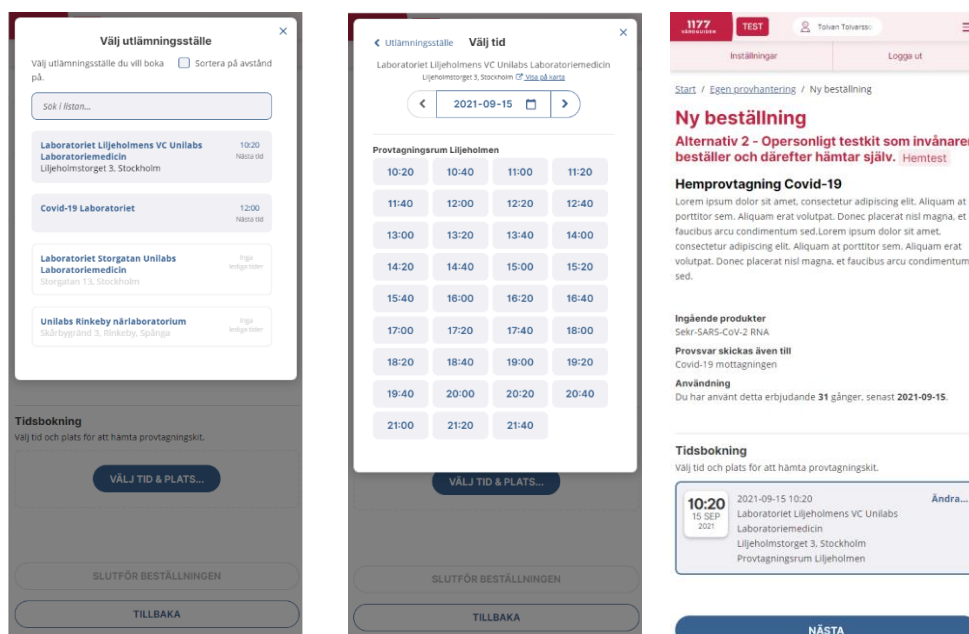 Välj utlämningsställe
Välj utlämningsställe du vill boka
på.
Sortera på avstånd
Sök i listan...
Laboratoriet Liljeholmens VC Unilabs
Laboratoriemedicin
Liljeholmstorget 3, Stockholm
10:20
Nästa tid
Covid-19 Laboratoriet
12:00
Nästa tid
Laboratoriet Storgatan Unilabs
Laboratoriemedicin
Storgatan 13, Stockholm
Inga
lediga tider
Unilabs Rinkeby närlaboratorium
Skårbygränd 3, Rinkeby, Spånga
Inga
lediga tider
Tidsbokning
Välj tid och plats för att hämta provtagningskit.
VÄLJ TID & PLATS...
SLUTFÖR BESTÄLLNINGEN
TILLBAKA
Utlämningsställe Välj tid
Laboratoriet Liljeholmens VC Unilabs Laboratoriemedicin
Liljeholmstorget 3, Stockholm Visa på karta
2021-09-15
Provtagningsrum Liljeholmen
10:20 10:40 11:00 11:20
11:40 12:00 12:20 12:40
13:00 13:20 13:40 14:00
14:20 14:40 15:00 15:20
15:40 16:00 16:20 16:40
17:00 17:20 17:40 18:00
18:20 18:40 19:00 19:20
19:40 20:00 20:20 20:40
21:00 21:20 21:40
VÄLJ TID & PLATS...
SLUTFÖR BESTÄLLNINGEN
TILLBAKA
1177
VÅRDGUIDEN
TEST
Tolvan Tolvansso
Inställningar Logga ut
Start / Egen provhantering / Ny beställning
Ny beställning
Alternativ 2 - Opersonligt testkit som invånaren
beställer och därefter hämtar själv. Hemtest
Hemprovtagning Covid-19
Lorem ipsum dolor sit amet, consectetur adipiscing elit. Aliquam at
porttitor sem. Aliquam erat volutpat. Donec placerat nisl magna, et
faucibus arcu condimentum sed.Lorem ipsum dolor sit amet,
consectetur adipiscing elit. Aliquam at porttitor sem. Aliquam erat
volutpat. Donec placerat nisl magna, et faucibus arcu condimentum
sed.
Ingående produkter
Sekr-SARS-CoV-2 RNA
Provsvar skickas även till
Covid-19 mottagningen
Användning
Du har använt detta erbjudande 31 gånger, senast 2021-09-15.
Tidsbokning
Välj tid och plats för att hämta provtagningskit.
10:20
15 SEP
2021
2021-09-15 10:20
Laboratoriet Liljeholmens VC Unilabs
Laboratoriemedicin
Liljeholmstorget 3, Stockholm
Provtagningsrum Liljeholmen
Ändra...
NÄSTA